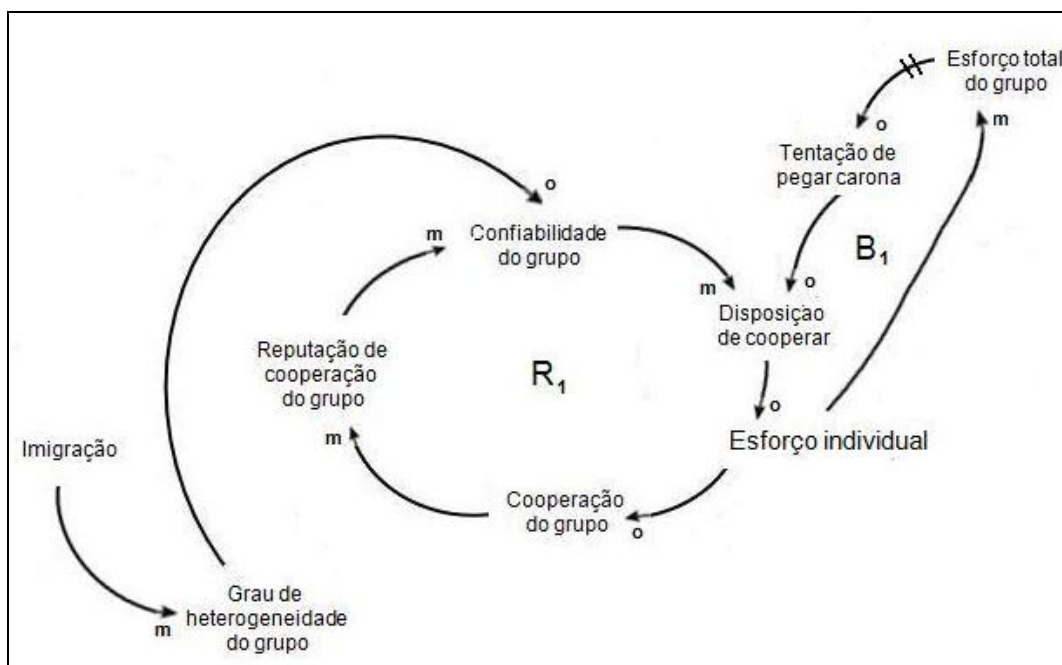 Esforço total
do grupo
m
o
Tentação de
pegar carona
B1
o
Confiabilidade
do grupo
m
m
o
Disposição
de cooperar
Reputação de
cooperação
do grupo
R1
o
Esforço individual
m
Imigração
Cooperação
do grupo
o
Grau de
heterogeneidade
do grupo
m